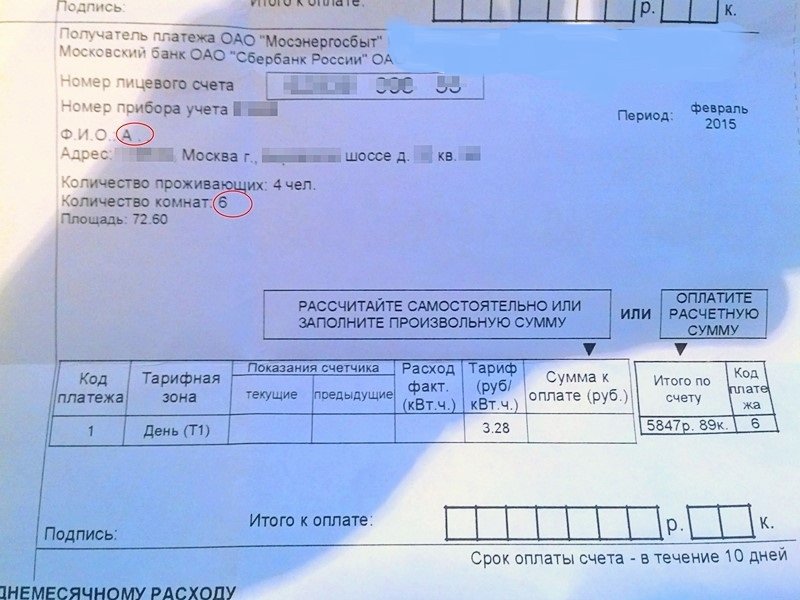 Подпись: Итого к оплате: р. к.
Получатель платежа ОАО "Мосэнергосбыт"
Московский банк ОАО "Сбербанк России" ОА
Номер лицевого счета
Номер прибора учета
Период: февраль 2015
Ф.И.О.: А .
Адрес: , Москва г., шоссе д. кв.
Количество проживающих: 4 чел.
Количество комнат: 6
Площадь: 72.60
РАССЧИТАЙТЕ САМОСТОЯТЕЛЬНО ИЛИ
ЗАПОЛНИТЕ ПРОИЗВОЛЬНУЮ СУММУ
ИЛИ
ОПЛАТИТЕ
РАСЧЕТНУЮ
СУММУ
Код платежа
Тарифная зона
Показания счетчика
текущие
предыдущие
Расход факт. (кВт.ч.)
Тариф (руб/ кВт.ч.)
Сумма к оплате (руб.)
Итого по счету
Код плате жа
1 День (Т1) 3.28 5847р. 89к. 6
Подпись: Итого к оплате: р. к.
Срок оплаты счета - в течение 10 дней
ДНЕМЕСЯЧНОМУ РАСХОДУ